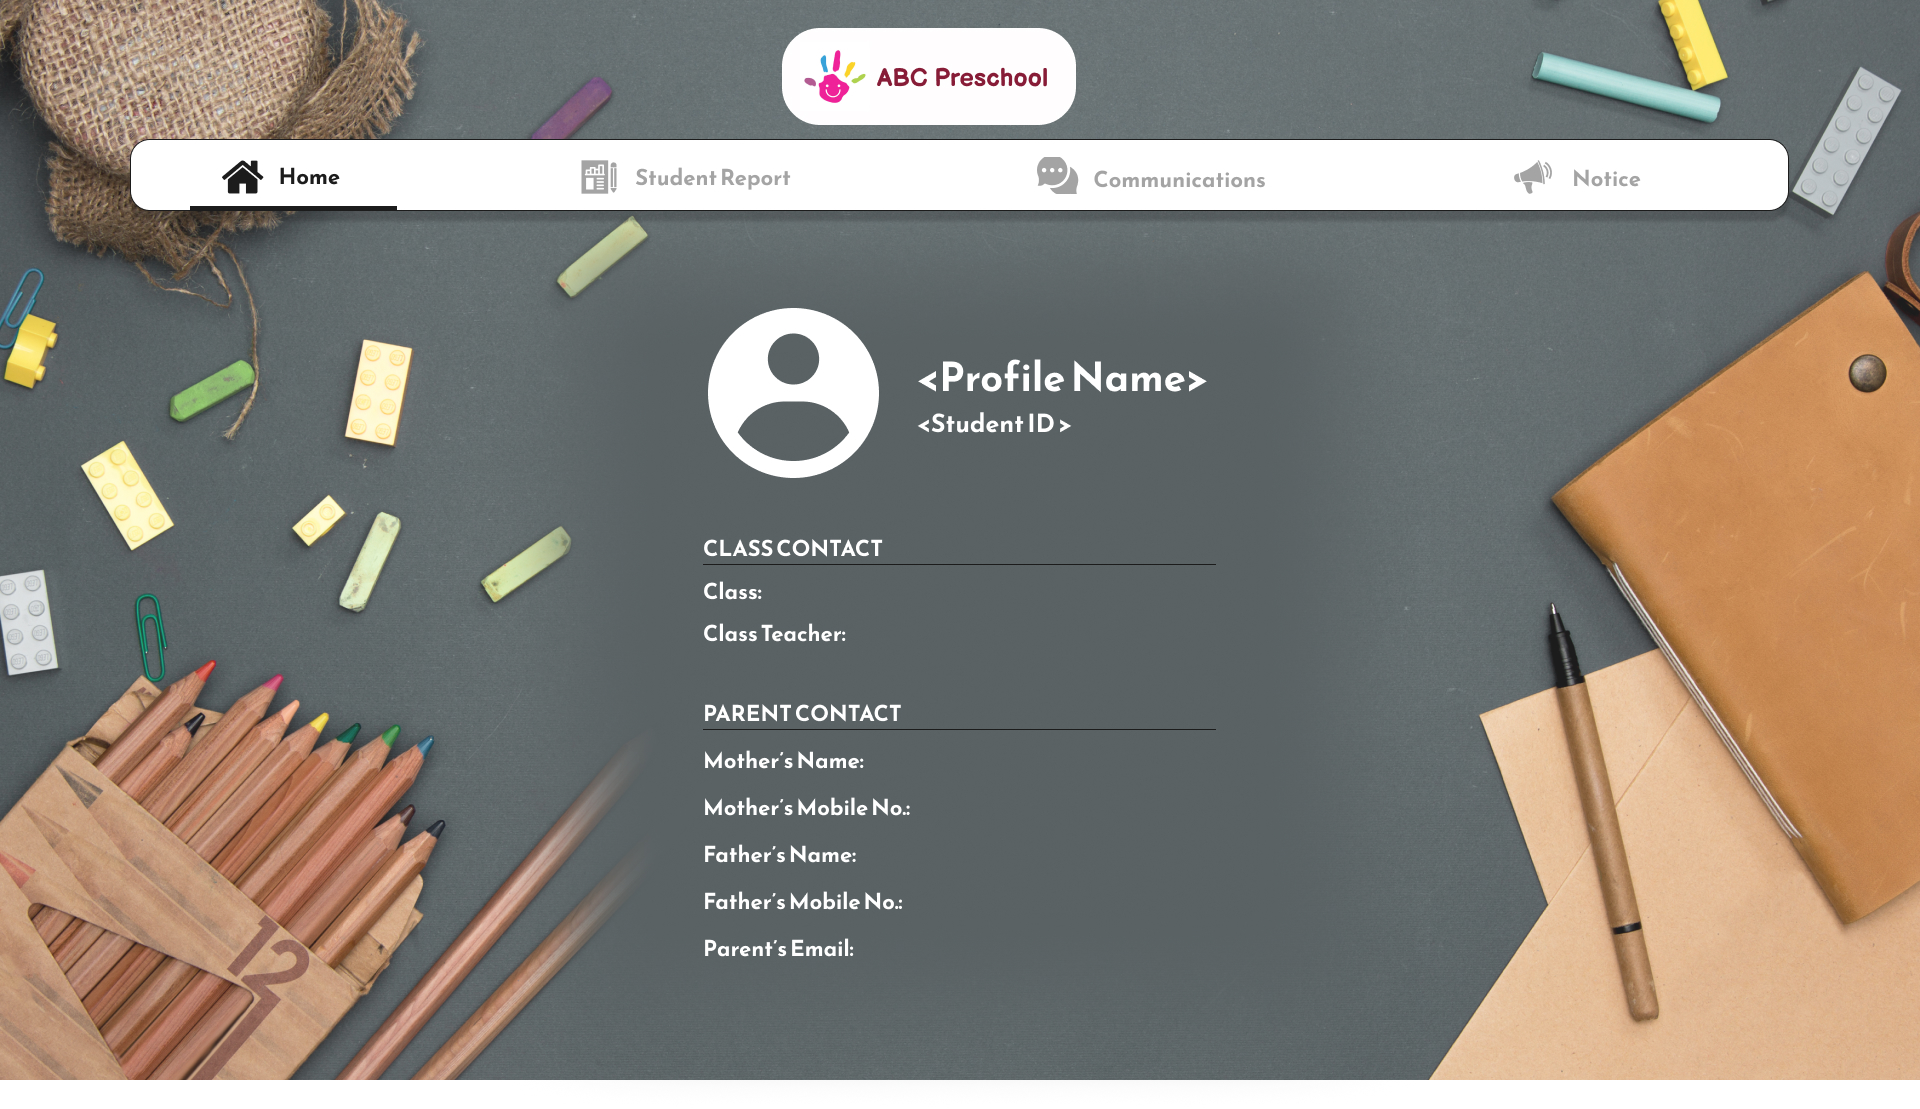 ABC Preschool
Home
Student Report
Communications
Notice
<Profile Name>
<Student ID >
CLASS CONTACT
Class:
Class Teacher:
PARENT CONTACT
Mother's Name:
Mother's Mobile No.:
Father's Name:
Father's Mobile No.:
Parent's Email:
12